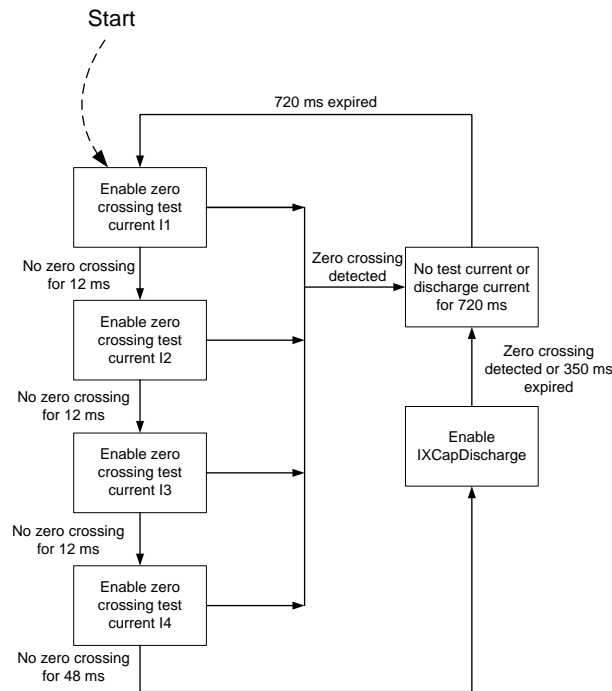 Start
720 ms expired
Enable zero
crossing test
current I1
Zero crossing
detected
No test current or
discharge current
for 720 ms
No zero crossing
for 12 ms
Enable zero
crossing test
current I2
Zero crossing
detected or 350 ms
expired
No zero crossing
for 12 ms
Enable zero
crossing test
current I3
Enable
IXCapDischarge
No zero crossing
for 12 ms
Enable zero
crossing test
current I4
No zero crossing
for 48 ms